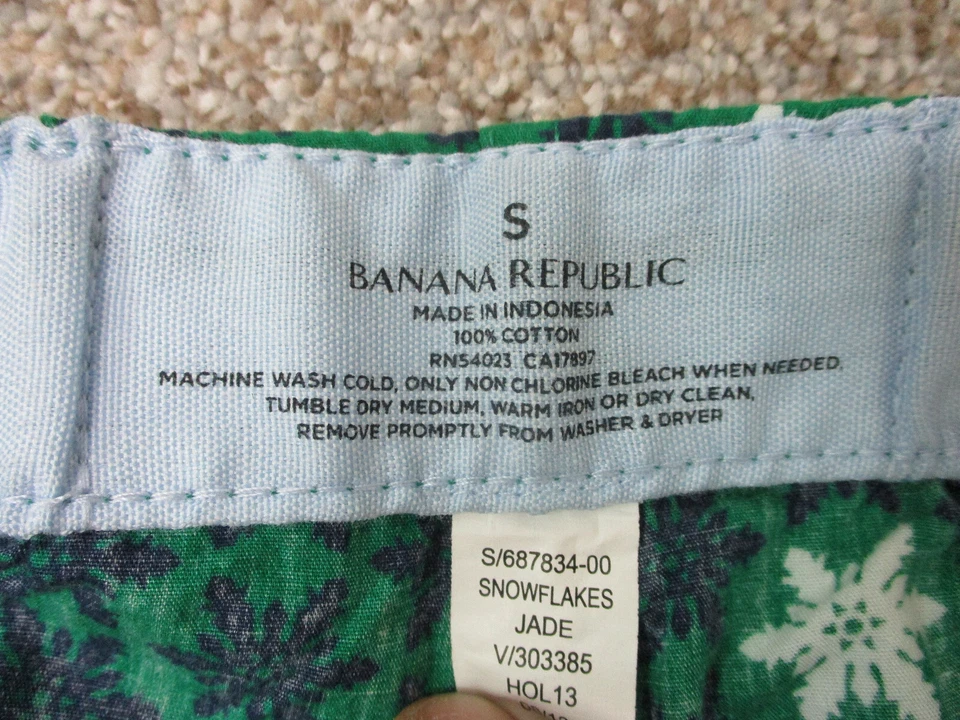 S
BANANA REPUBLIC
MADE IN INDONESIA
100% COTTON
RN54023 CA17897
MACHINE WASH COLD, ONLY NON CHLORINE BLEACH WHEN NEEDED,
TUMBLE DRY MEDIUM, WARM IRON OR DRY CLEAN,
REMOVE PROMPTLY FROM WASHER & DRYER
S/687834-00
SNOWFLAKES
JADE
V/303385
HOL13